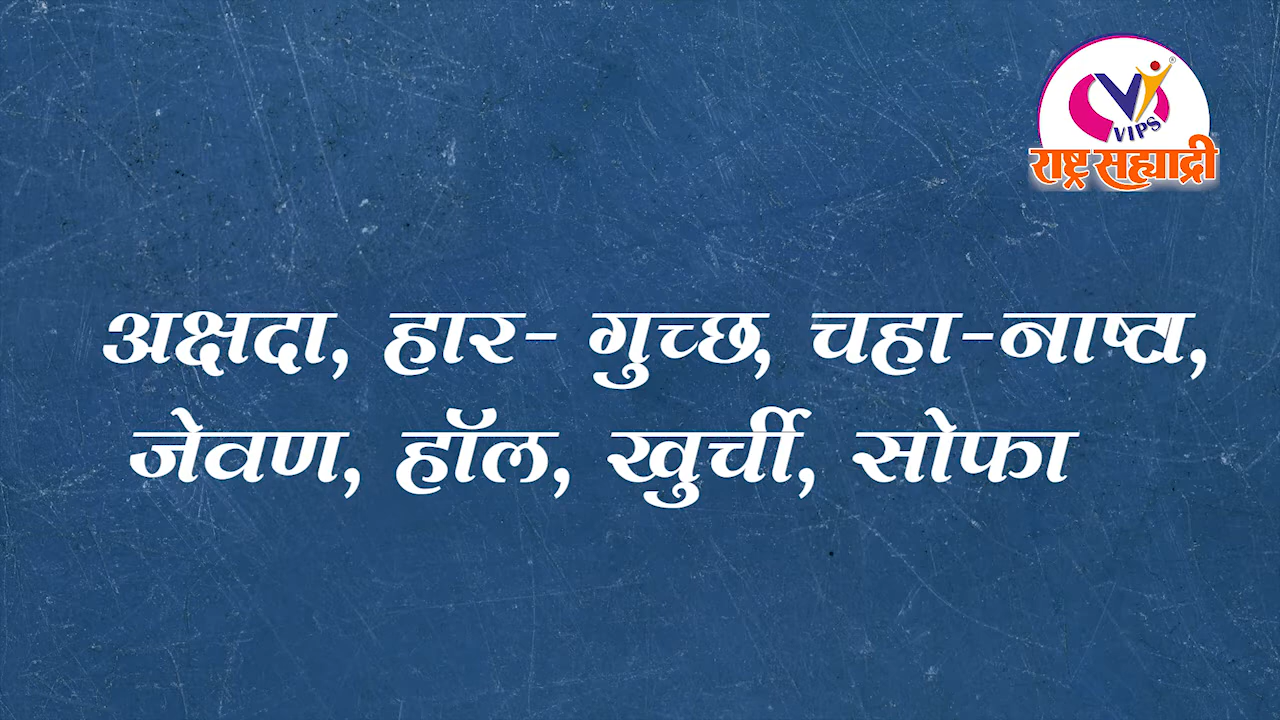 VIPS
राष्ट्र सह्याद्री
अक्षदा, हार- गुच्छ, चहा-नाष्टा,
जेवण, हॉल, खुर्ची, सोफा